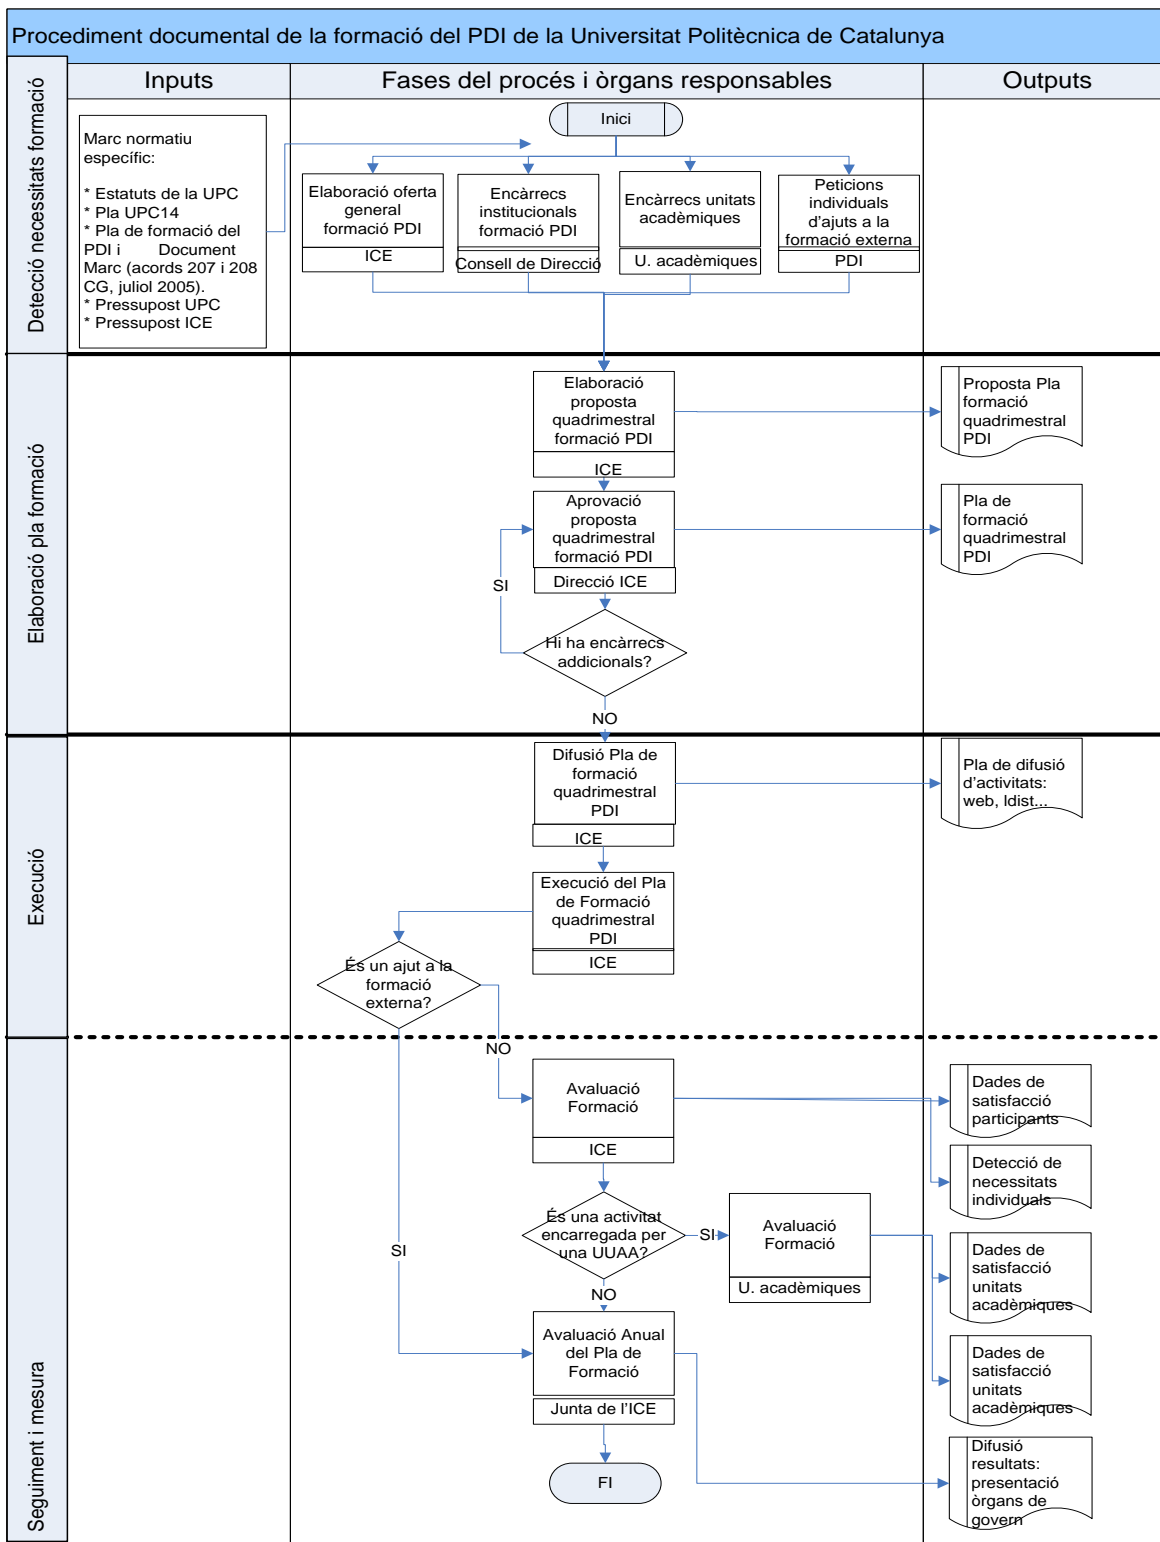 Procediment documental de la formació del PDI de la Universitat Politècnica de Catalunya
Inputs
Fases del procés i òrgans responsables
Outputs
Detecció necessitats formació
Marc normatiu
específic:
* Estatuts de la UPC
* Pla UPC14
* Pla de formació del
PDI i Document
Marc (acords 207 i 208
CG, juliol 2005).
* Pressupost UPC
* Pressupost ICE
Inici
Elaboració oferta
general
formació PDI
ICE
Encàrrecs
institucionals
formació PDI
Consell de Direcció
Encàrrecs unitats
acadèmiques
U. acadèmiques
Peticions
individuals
d'ajuts a la
formació externa
PDI
Elaboració pla formació
Elaboració
proposta
quadrimestral
formació PDI
ICE
Proposta Pla
formació
quadrimestral
PDI
Aprovació
proposta
quadrimestral
formació PDI
Direcció ICE
Pla de
formació
quadrimestral
PDI
SI
Hi ha encàrrecs
addicionals?
NO
Execució
Difusió Pla de
formació
quadrimestral
PDI
ICE
Pla de difusió
d'activitats:
web, ldist...
Execució del Pla
de Formació
quadrimestral
PDI
ICE
És un ajut a la
formació
externa?
NO
SI
Seguiment i mesura
Avaluació
Formació
ICE
Dades de
satisfacció
participants
Detecció de
necessitats
individuals
És una activitat
encarregada per
una UUAA?
SI
NO
Avaluació
Formació
U. acadèmiques
Dades de
satisfacció
unitats
acadèmiques
Dades de
satisfacció
unitats
acadèmiques
Avaluació Anual
del Pla de
Formació
Junta de l'ICE
FI
Difusió
resultats:
presentació
òrgans de
govern